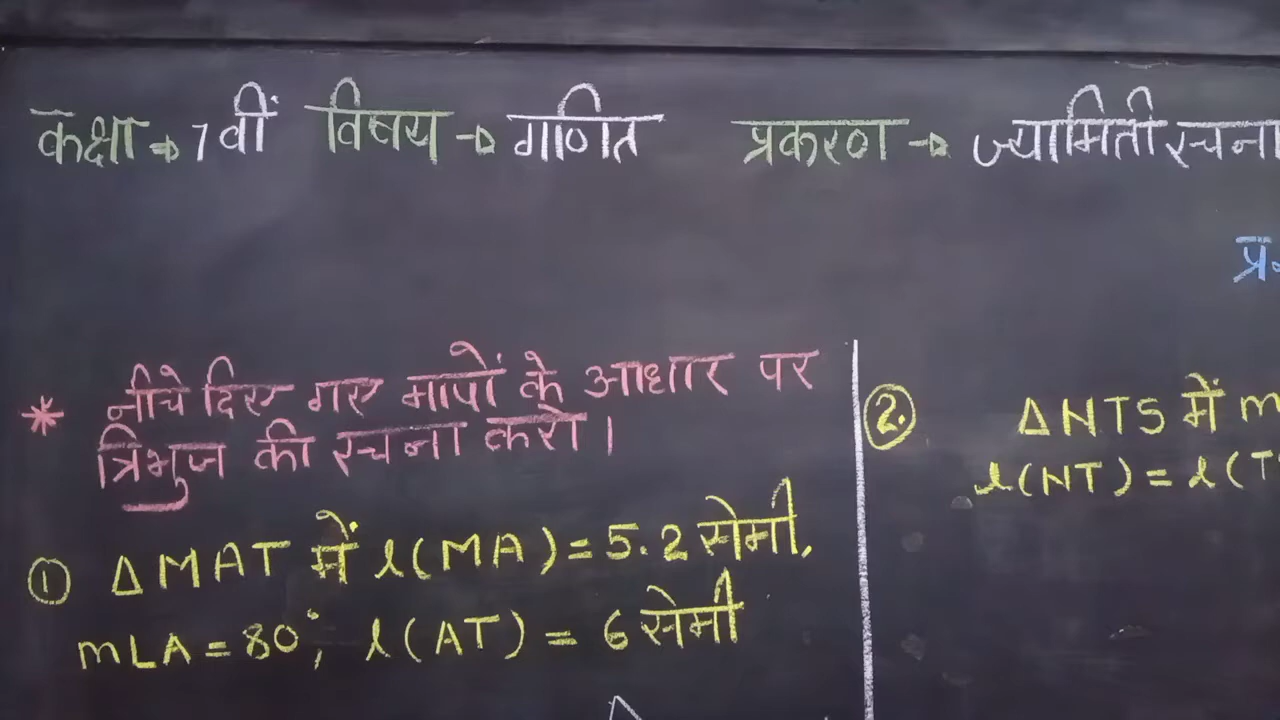 कक्षा → 7वीं विषय → गणित प्रकरण → ज्यामिती रचना
प्र.
* नीचे दिए गए मापों के आधार पर
त्रिभुज की रचना करो।
① ΔMAT में l(MA) = 5.2 सेमी,
m∠A = 80°, l(AT) = 6 सेमी
②. ΔNTS में m
l(NT) = l(T